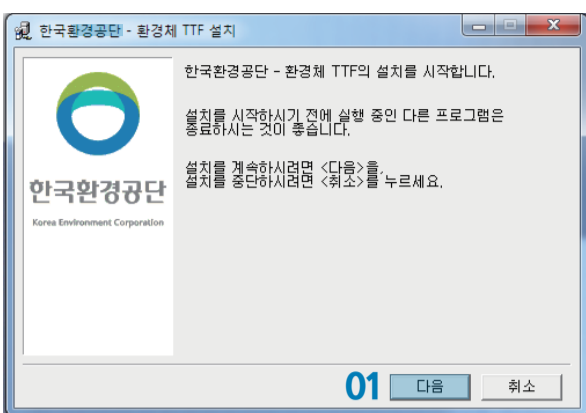 한국환경공단 - 환경체 TTF 설치
한국환경공단 - 환경체 TTF의 설치를 시작합니다.
설치를 시작하시기 전에 실행 중인 다른 프로그램은
종료하시는 것이 좋습니다.
설치를 계속하시려면 <다음>을,
설치를 중단하시려면 <취소>를 누르세요.
한국환경공단
Korea Environment Corporation
01 다음 취소